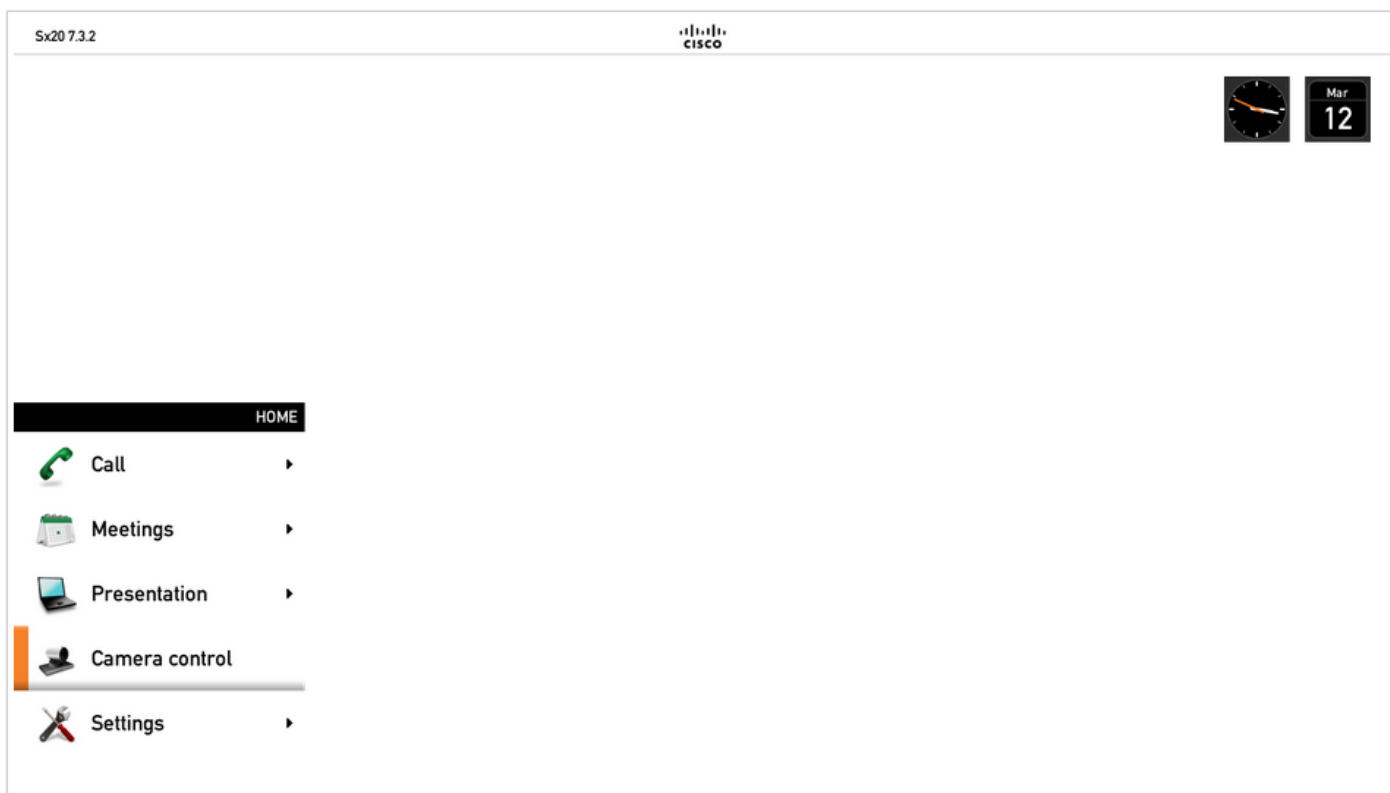 Sx20 7.3.2
CISCO
Mar
12
HOME
Call
Meetings
Presentation
Camera control
Settings